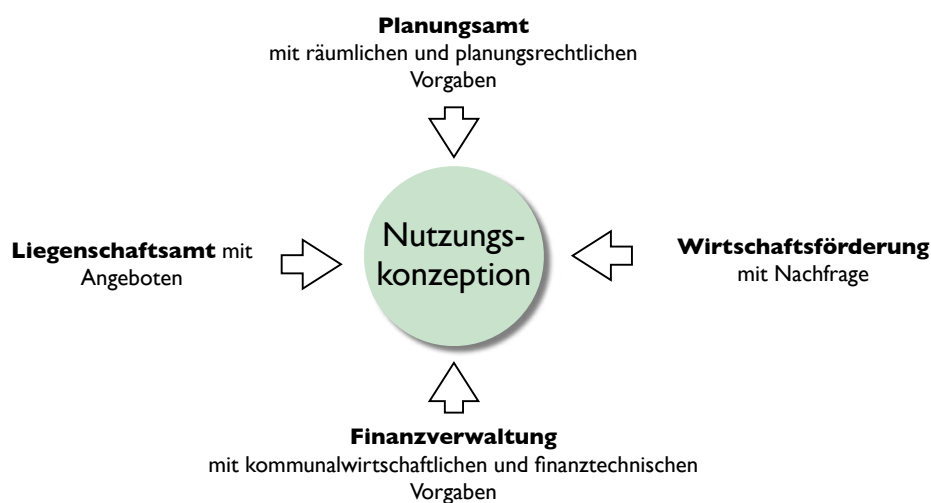 Planungsamt
mit räumlichen und planungsrechtlichen
Vorgaben
Liegenschaftsamt mit
Angeboten
Nutzungs-
konzeption
Wirtschaftsförderung
mit Nachfrage
Finanzverwaltung
mit kommunalwirtschaftlichen und finanztechnischen
Vorgaben